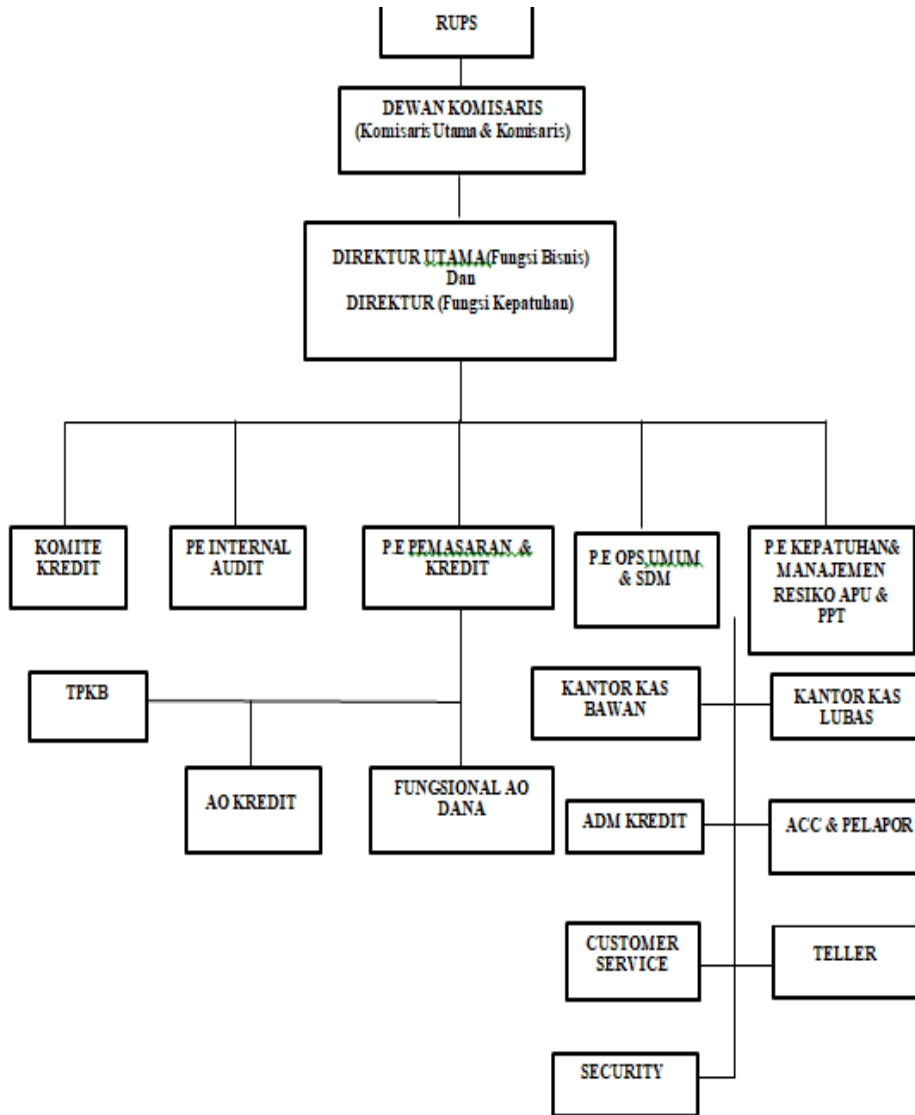 RUPS
DEWAN KOMISARIS
(Komisaris Utama & Komisaris)
DIREKTUR UTAMA(Fungsi Bisnis)
Dan
DIREKTUR (Fungsi Kepatuhan)
KOMITE
KREDIT
PE INTERNAL
AUDIT
P.E PEMASARAN &
KREDIT
P.E OPS,UMUM
& SDM
P.E KEPATUHAN&
MANAJEMEN
RESIKO APU &
PPT
TPKB
KANTOR KAS
BAWAN
KANTOR KAS
LUBAS
AO KREDIT
FUNGSIONAL AO
DANA
ADM KREDIT
ACC & PELAPOR
CUSTOMER
SERVICE
TELLER
SECURITY